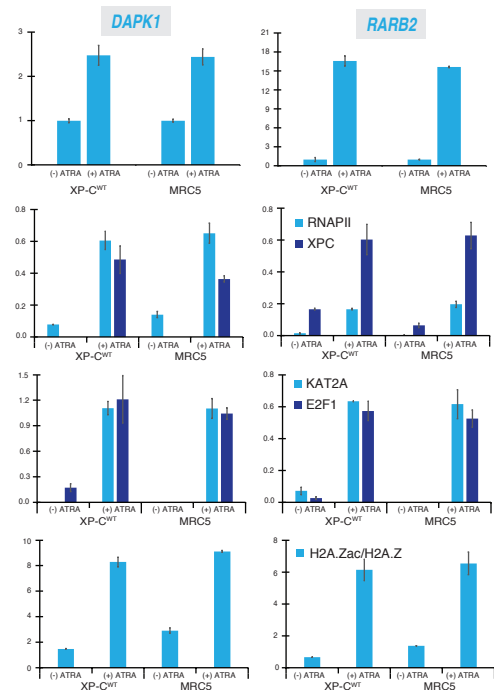 DAPK1
RARB2
3
2
1
0
(-) ATRA (+) ATRA (-) ATRA (+) ATRA
XP-CWT MRC5
21
18
15
12
9
6
3
0
(-) ATRA (+) ATRA (-) ATRA (+) ATRA
XP-CWT MRC5
0.8
0.6
0.4
0.2
0.0
(-) ATRA (+) ATRA (-) ATRA (+) ATRA
XP-CWT MRC5
0.8
0.6
0.4
0.2
0.0
RNAPII
XPC
(-) ATRA (+) ATRA (-) ATRA (+) ATRA
XP-CWT MRC5
1.5
1.2
0.9
0.6
0.3
0.0
(-) ATRA (+) ATRA (-) ATRA (+) ATRA
XP-CWT MRC5
0.8
0.6
0.4
0.2
0.0
KAT2A
E2F1
(-) ATRA (+) ATRA (-) ATRA (+) ATRA
XP-CWT MRC5
10
8
6
4
2
0
(-) ATRA (+) ATRA (-) ATRA (+) ATRA
XP-CWT MRC5
8
6
4
2
0
H2A.Zac/H2A.Z
(-) ATRA (+) ATRA (-) ATRA (+) ATRA
XP-CWT MRC5